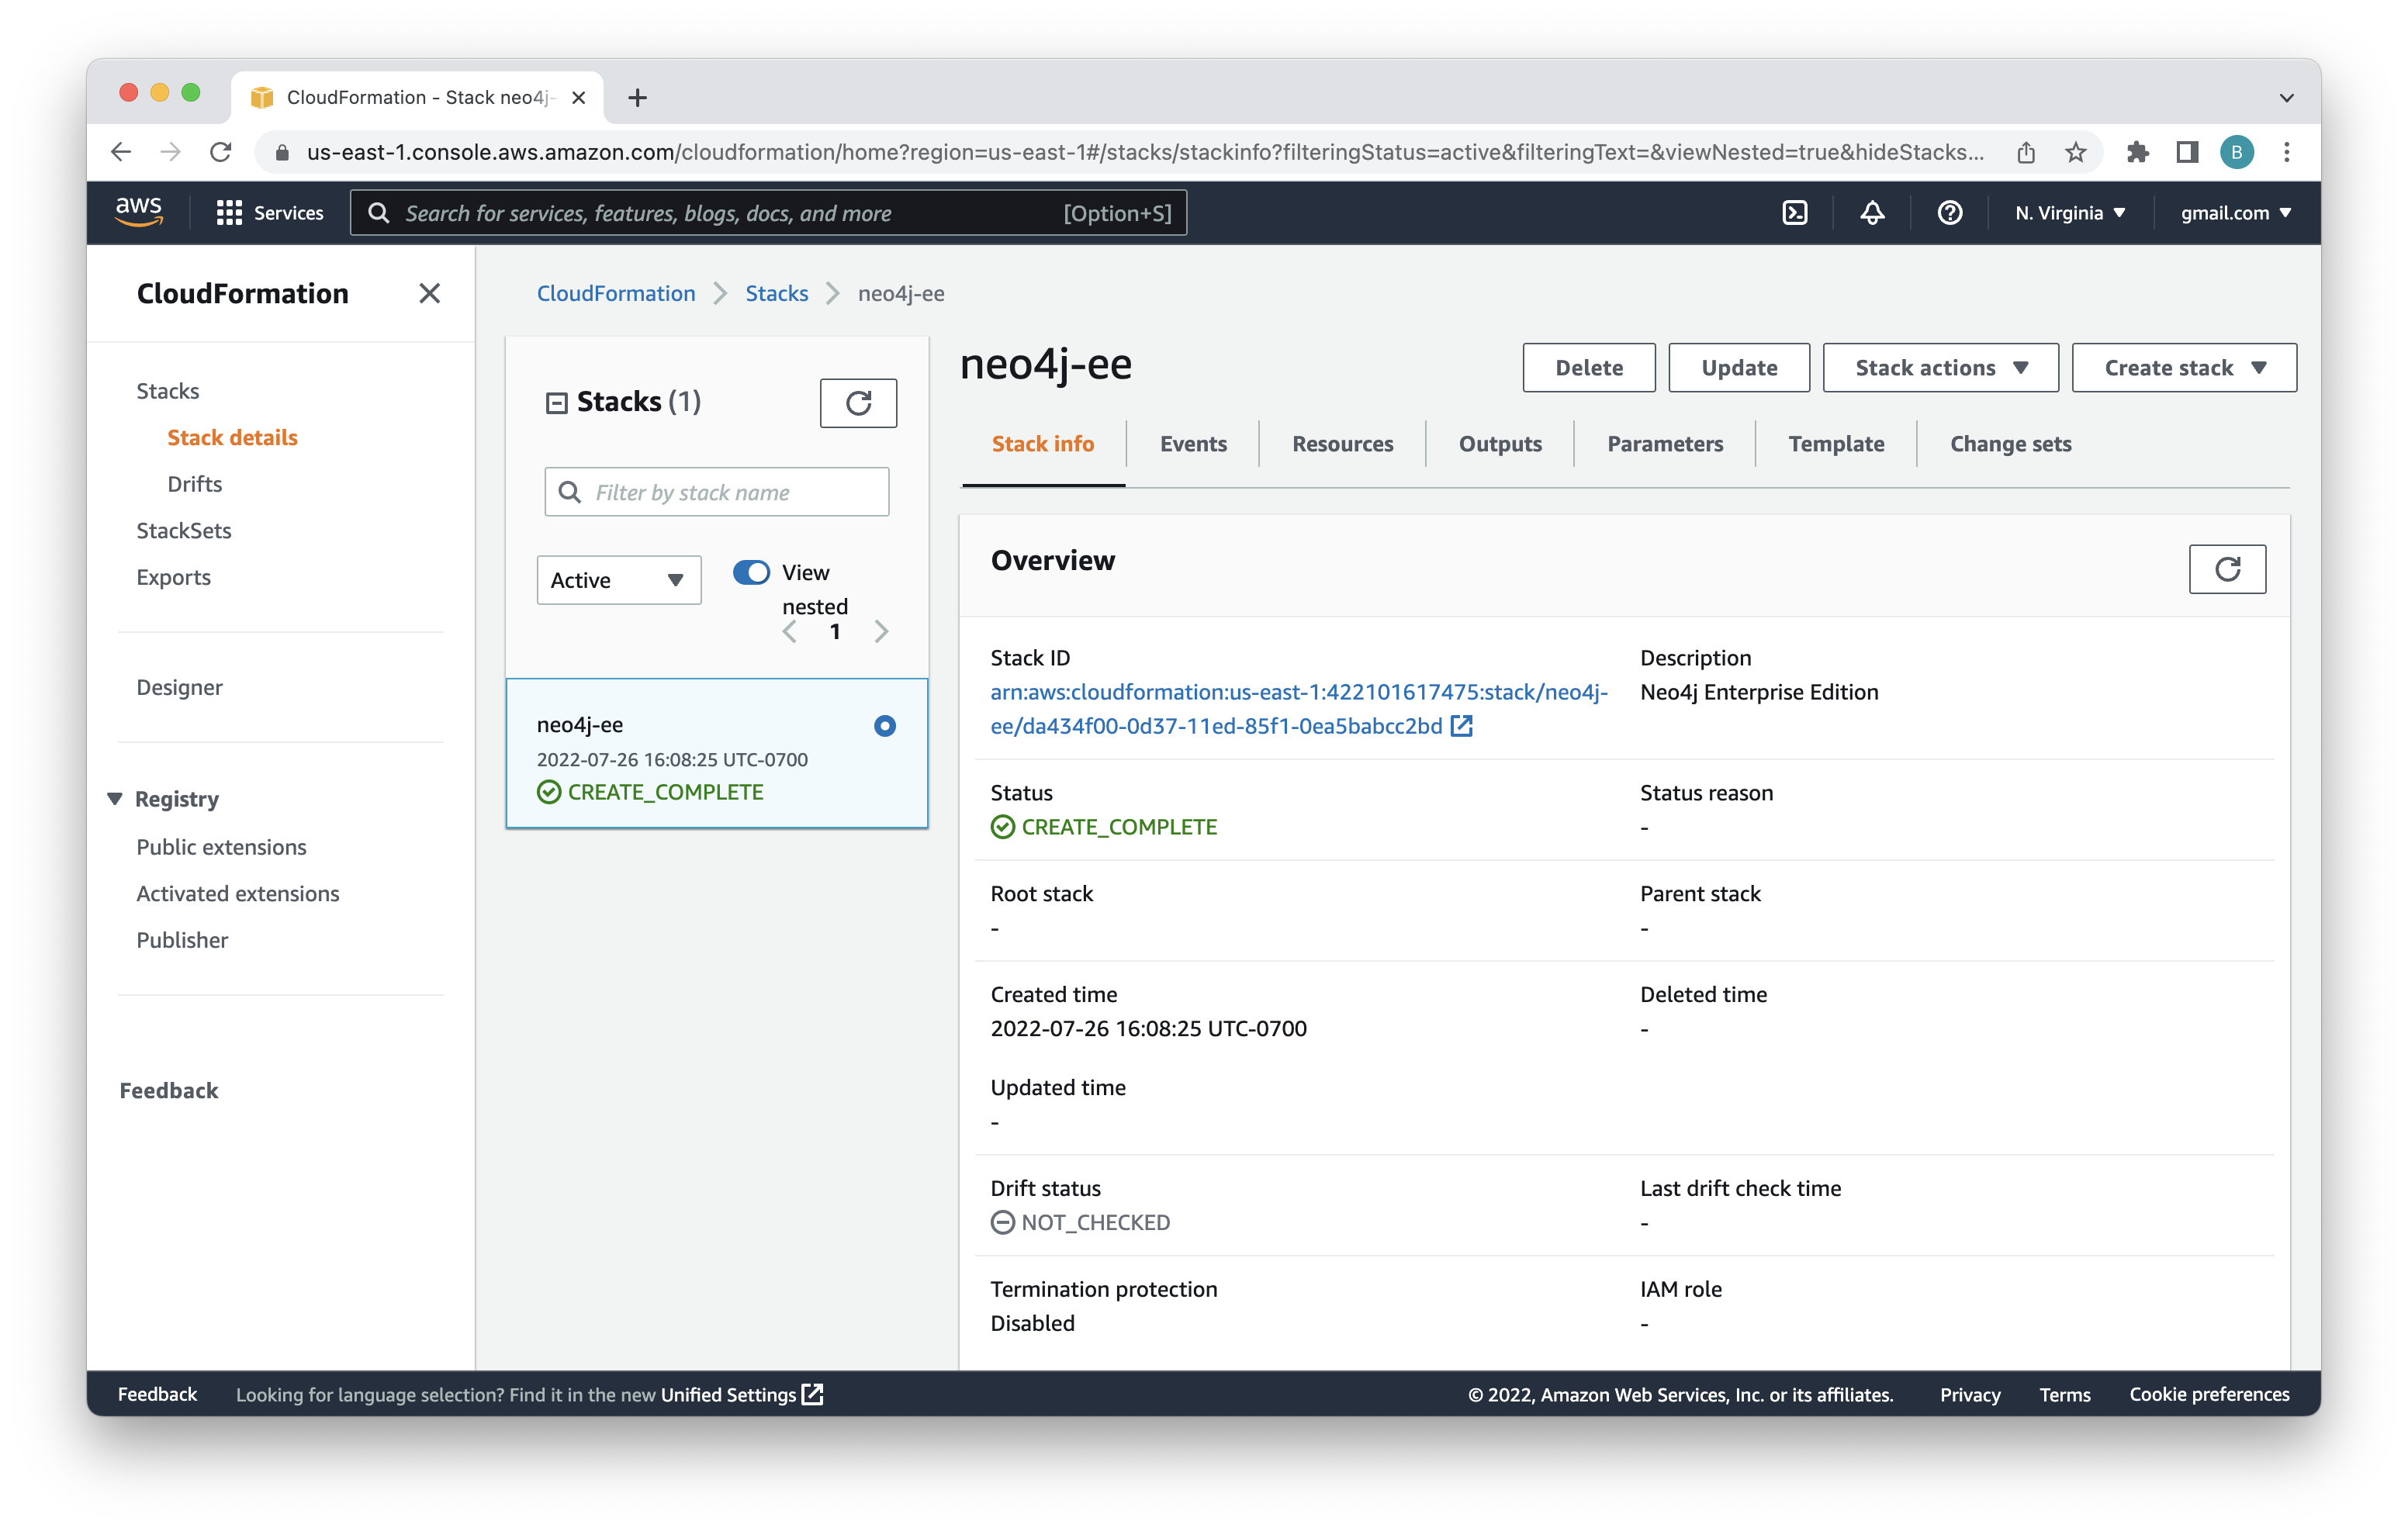 CloudFormation - Stack neo4j-
us-east-1.console.aws.amazon.com/cloudformation/home?region=us-east-1#/stacks/stackinfo?filteringStatus=active&filteringText=&viewNested=true&hideStacks...
B
aws
Services
Search for services, features, blogs, docs, and more
[Option+S]
N. Virginia
gmail.com
CloudFormation
Stacks
Stack details
Drifts
StackSets
Exports
Designer
Registry
Public extensions
Activated extensions
Publisher
Feedback
CloudFormation
Stacks
neo4j-ee
Stacks (1)
Filter by stack name
Active
View
nested
1
neo4j-ee
2022-07-26 16:08:25 UTC-0700
CREATE_COMPLETE
neo4j-ee
Delete
Update
Stack actions
Create stack
Stack info
Events
Resources
Outputs
Parameters
Template
Change sets
Overview
Stack ID
arn:aws:cloudformation:us-east-1:422101617475:stack/neo4j-
ee/da434f00-0d37-11ed-85f1-0ea5babcc2bd
Description
Neo4j Enterprise Edition
Status
CREATE_COMPLETE
Status reason
-
Root stack
-
Parent stack
-
Created time
2022-07-26 16:08:25 UTC-0700
Deleted time
-
Updated time
-
Drift status
NOT_CHECKED
Last drift check time
-
Termination protection
Disabled
IAM role
-
Feedback
Looking for language selection? Find it in the new Unified Settings
© 2022, Amazon Web Services, Inc. or its affiliates.
Privacy
Terms
Cookie preferences